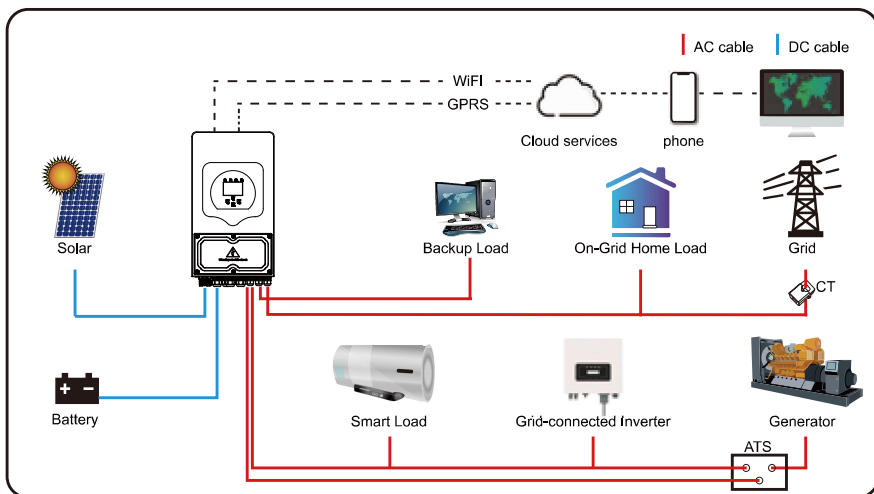 AC cable
DC cable
WiFI
GPRS
Cloud services
phone
Solar
Backup Load
On-Grid Home Load
Grid
CT
Battery
Smart Load
Grid-connected Inverter
Generator
ATS